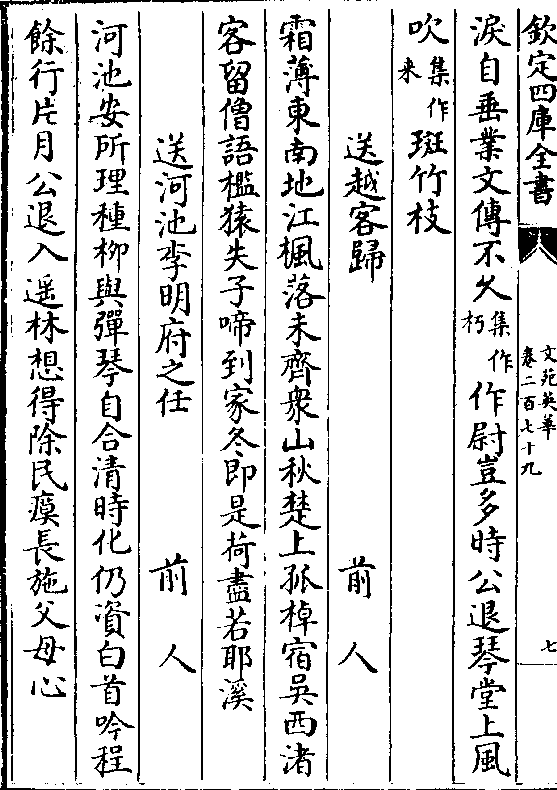 欽定四庫全書
文苑英華
卷二百七十九
七
淚自垂業文傳不久集作朽作尉豈多時公退琴堂上風
吹集作来斑竹枝
送越客歸
前人
霜薄東南地江楓落未齊衆山秋楚上孤棹宿吳西渚
客留僧語檻猿失子啼到家冬即是荷盡若耶溪
送河池李明府之任
前人
河池安所理種柳與彈琴自合清時化仍資白首吟程
餘行片月公退入遥林想得除民瘼長施父母心